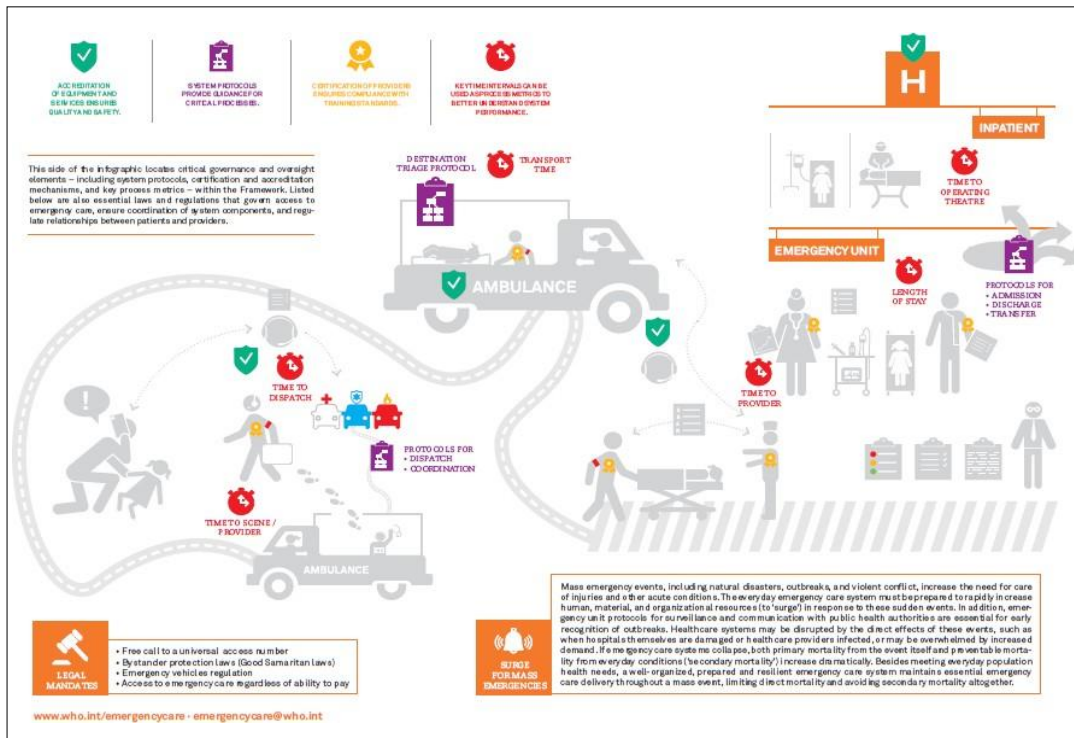 ACCREDITATION
OF EQUIPMENT AND
SERVICES ENSURES
QUALITY AND SAFETY.
SYSTEM PROTOCOLS
PROVIDE GUIDANCE FOR
CRITICAL PROCESSES.
CERTIFICATION OF PROVIDERS
ENSURES COMPLIANCE WITH
TRAINING STANDARDS.
KEY TIME INTERVALS CAN BE
USED AS PROCESS METRICS TO
BETTER UNDERSTAND SYSTEM
PERFORMANCE.
H
INPATIENT
This side of the infographic locates critical governance and oversight
elements – including system protocols, certification and accreditation
mechanisms, and key process metrics – within the Framework. Listed
below are also essential laws and regulations that govern access to
emergency care, ensure coordination of system components, and regu-
late relationships between patients and providers.
DESTINATION
TRIAGE PROTOCOL
TRANSPORT
TIME
TIME TO
OPERATING
THEATRE
EMERGENCY UNIT
AMBULANCE
LENGTH
OF STAY
PROTOCOLS FOR
• ADMISSION
• DISCHARGE
• TRANSFER
TIME TO
DISPATCH
TIME TO
PROVIDER
!
PROTOCOLS FOR
• DISPATCH
• COORDINATION
TIME TO SCENE /
PROVIDER
AMBULANCE
LEGAL
MANDATES
• Free call to a universal access number
• Bystander protection laws (Good Samaritan laws)
• Emergency vehicles regulation
• Access to emergency care regardless of ability to pay
SURGE
FOR MASS
EMERGENCIES
Mass emergency events, including natural disasters, outbreaks, and violent conflict, increase the need for care
of injuries and other acute conditions. The everyday emergency care system must be prepared to rapidly increase
human, material, and organizational resources (to 'surge') in response to these sudden events. In addition, emer-
gency unit protocols for surveillance and communication with public health authorities are essential for early
recognition of outbreaks. Healthcare systems may be disrupted by the direct effects of these events, such as
when hospitals themselves are damaged or healthcare providers infected, or may be overwhelmed by increased
demand. If emergency care systems collapse, both primary mortality from the event itself and preventable morta-
lity from everyday conditions ('secondary mortality') increase dramatically. Besides meeting everyday population
health needs, a well-organized, prepared and resilient emergency care system maintains essential emergency
care delivery throughout a mass event, limiting direct mortality and avoiding secondary mortality altogether.
www.who.int/emergencycare - emergencycare@who.int